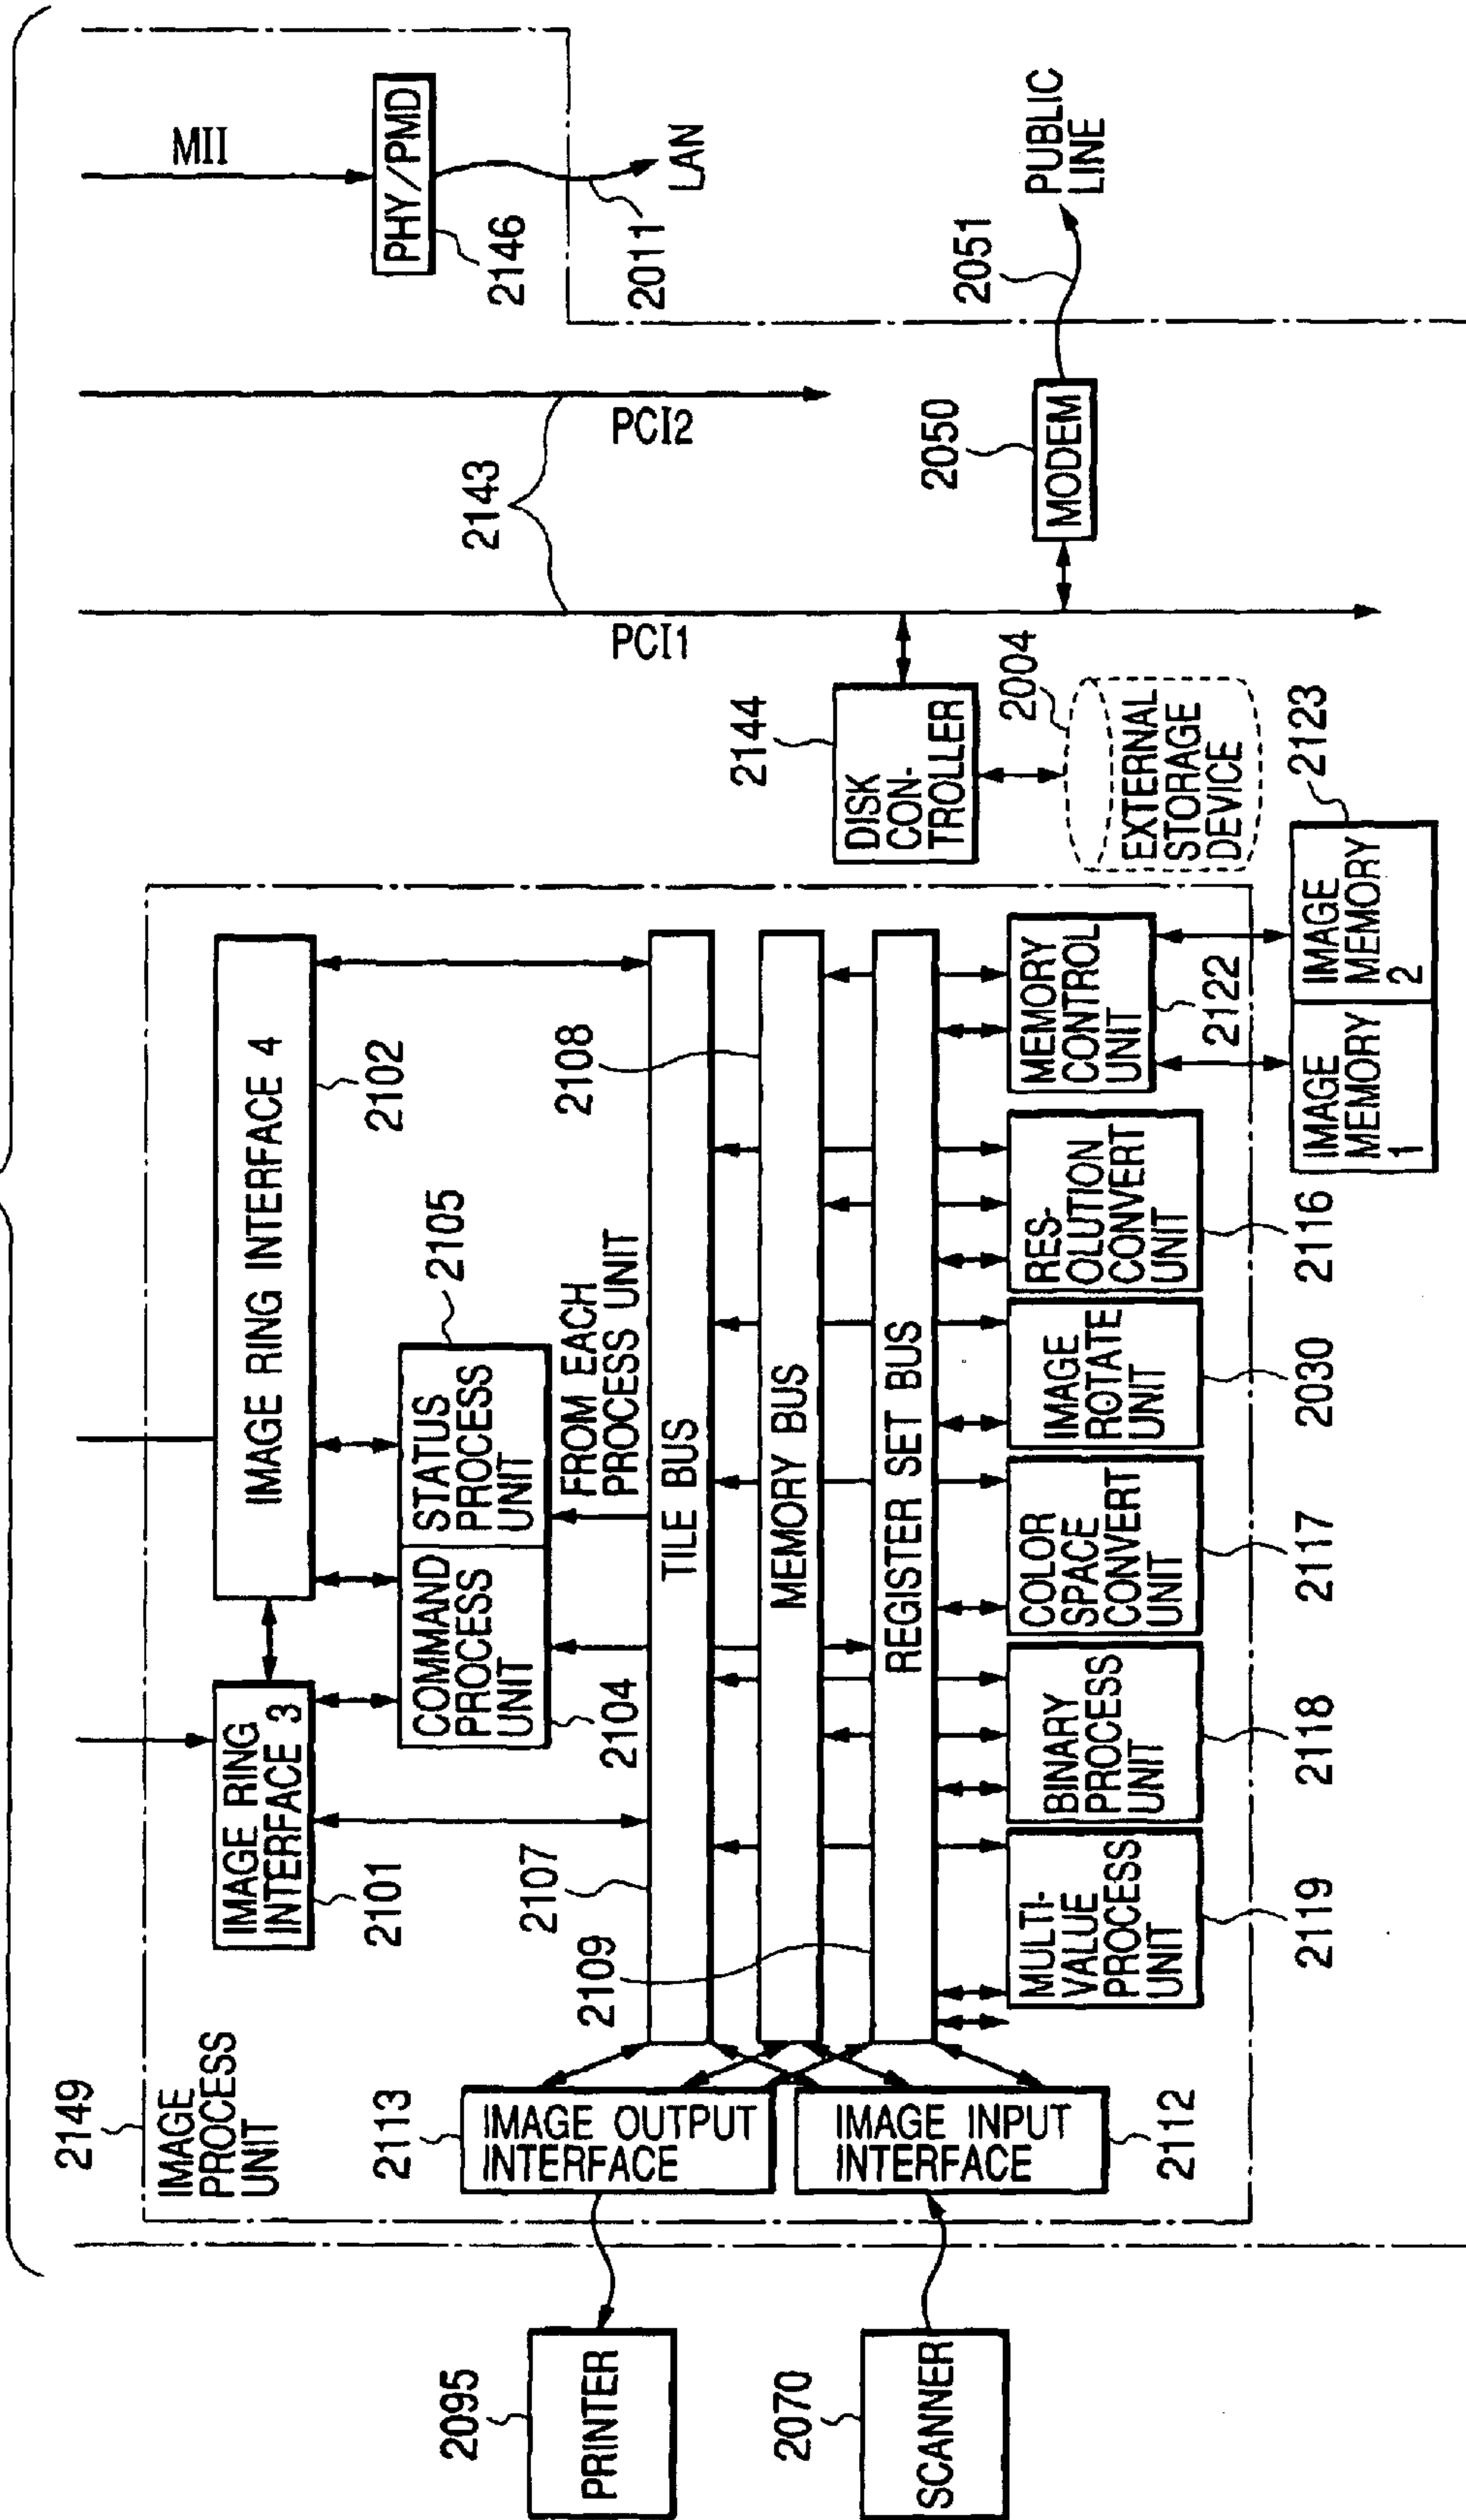 2149
IMAGE
PROCESS
UNIT
IMAGE RING
INTERFACE 3
2101
IMAGE RING INTERFACE 4
2102
COMMAND
PROCESS
UNIT
2104
STATUS
PROCESS
UNIT
2105
FROM EACH
PROCESS UNIT
2107
TILE BUS
2108
MEMORY BUS
2109
REGISTER SET BUS
2113
IMAGE OUTPUT
INTERFACE
IMAGE INPUT
INTERFACE
2112
2095
PRINTER
2070
SCANNER
MULTI-
VALUE
PROCESS
UNIT
2119
BINARY
PROCESS
UNIT
2118
COLOR
SPACE
CONVERT
UNIT
2117
IMAGE
ROTATE
UNIT
2030
RES-
OLUTION
CONVERT
UNIT
2116
MEMORY
CONTROL
UNIT
2122
IMAGE
MEMORY
1
IMAGE
MEMORY
2
2123
2144
DISK
CON-
TROLLER
2004
EXTERNAL
STORAGE
DEVICE
2143
PCI1
PCI2
2050
MODEM
2051
PUBLIC
LINE
MII
PHY/PMD
2146
2011
LAN